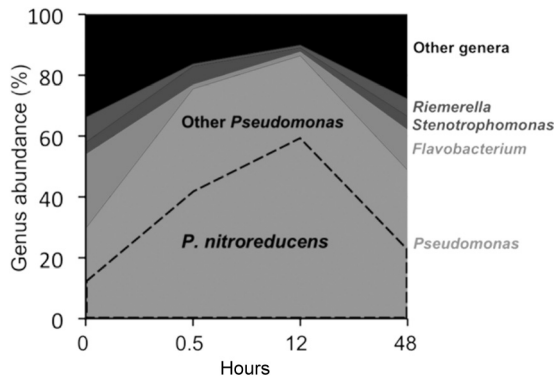 100
80
60
40
20
0
Genus abundance (%)
Other Pseudomonas
P. nitroreducens
Other genera
Riemerella
Stenotrophomonas
Flavobacterium
Pseudomonas
0 0.5 12 48
Hours